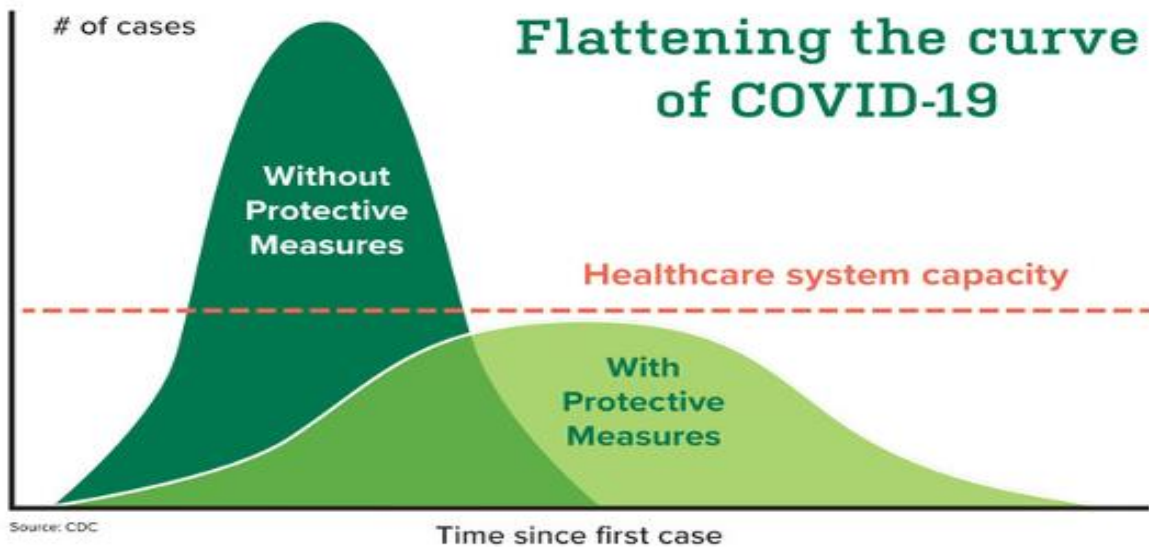 # of cases
Flattening the curve
of COVID-19
Without
Protective
Measures
Healthcare system capacity
With
Protective
Measures
Source: CDC
Time since first case